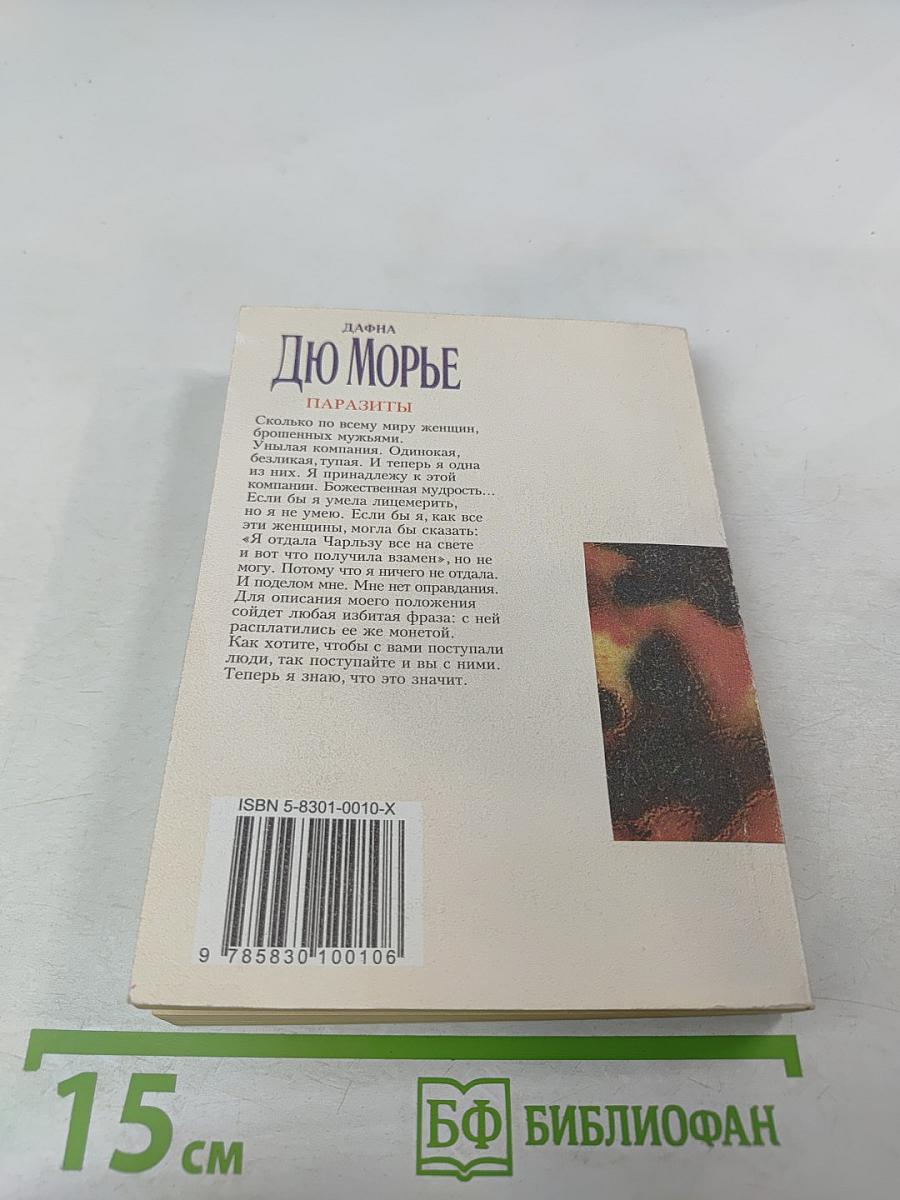 ДАФНА
ДЮ МОРЬЕ
ПАРАЗИТЫ
Сколько по всему миру женщин,
брошенных мужьями.
Унылая компания. Одинокая,
безликая, тупая. И теперь я одна
из них. Я принадлежу к этой
компании. Божественная мудрость...
Если бы я умела лицемерить,
но я не умею. Если бы я, как все
эти женщины, могла бы сказать:
«Я отдала Чарльзу все на свете
и вот что получила взамен», но не
могу. Потому что я ничего не отдала.
И поделом мне. Мне нет оправдания.
Для описания моего положения
сойдет любая избитая фраза: с ней
расплатились ее же монетой.
Как хотите, чтобы с вами поступали
люди, так поступайте и вы с ними.
Теперь я знаю, что это значит.
ISBN 5-8301-0010-X
9 785830 100106
15 см
БФ БИБЛИОФАН